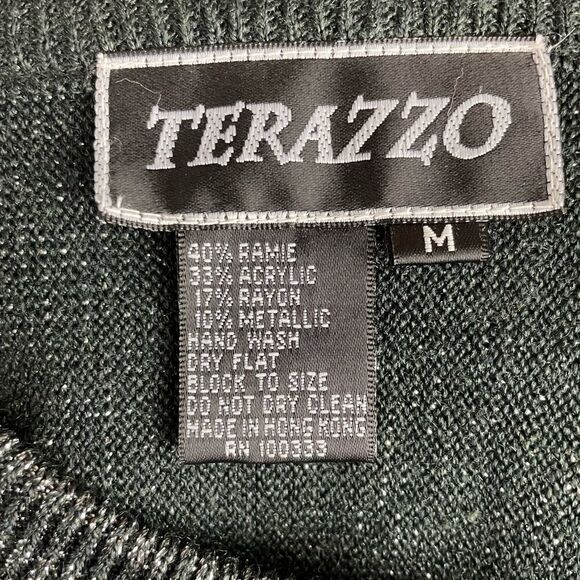 TERAZZO
M
40% RAMIE
33% ACRYLIC
17% RAYON
10% METALLIC
HAND WASH
DRY FLAT
BLOCK TO SIZE
DO NOT DRY CLEAN
MADE IN HONG KONG
RN 100335